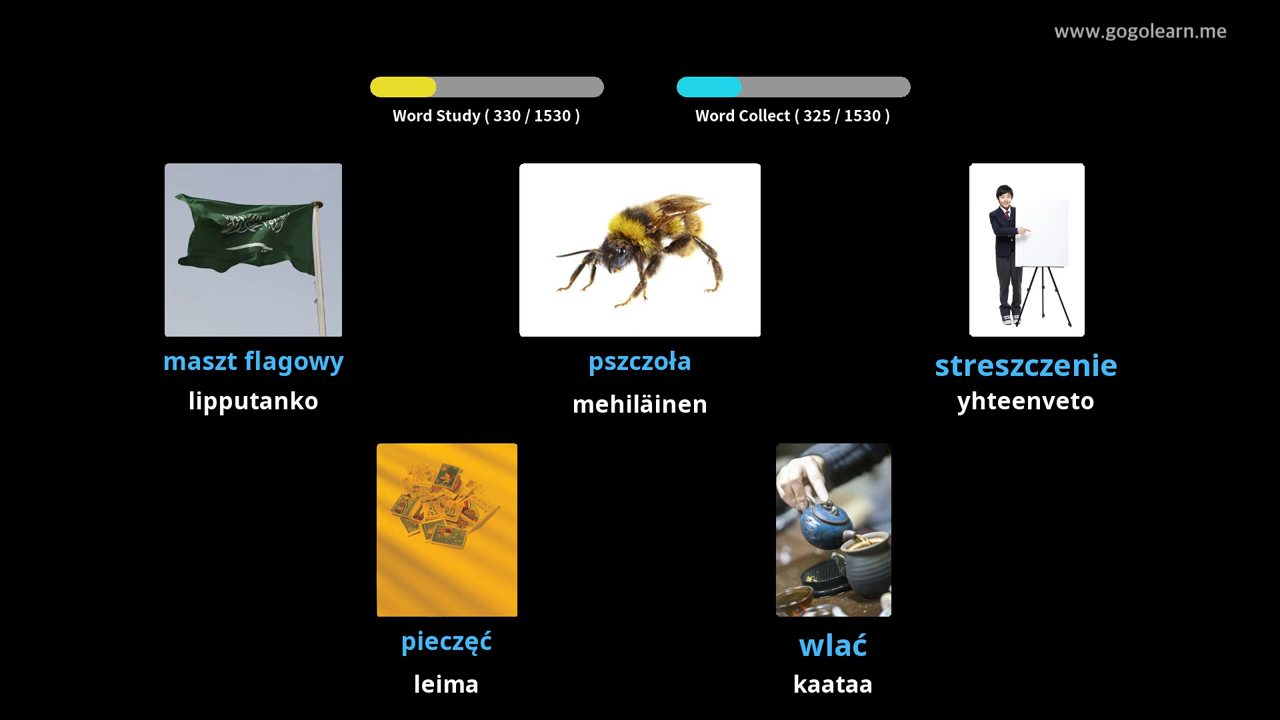 www.gogolearn.me
Word Study ( 330 / 1530 )
Word Collect ( 325 / 1530 )
maszt flagowy
lipputanko
pszczoła
mehiläinen
streszczenie
yhteenveto
pieczęć
leima
wlać
kaataa